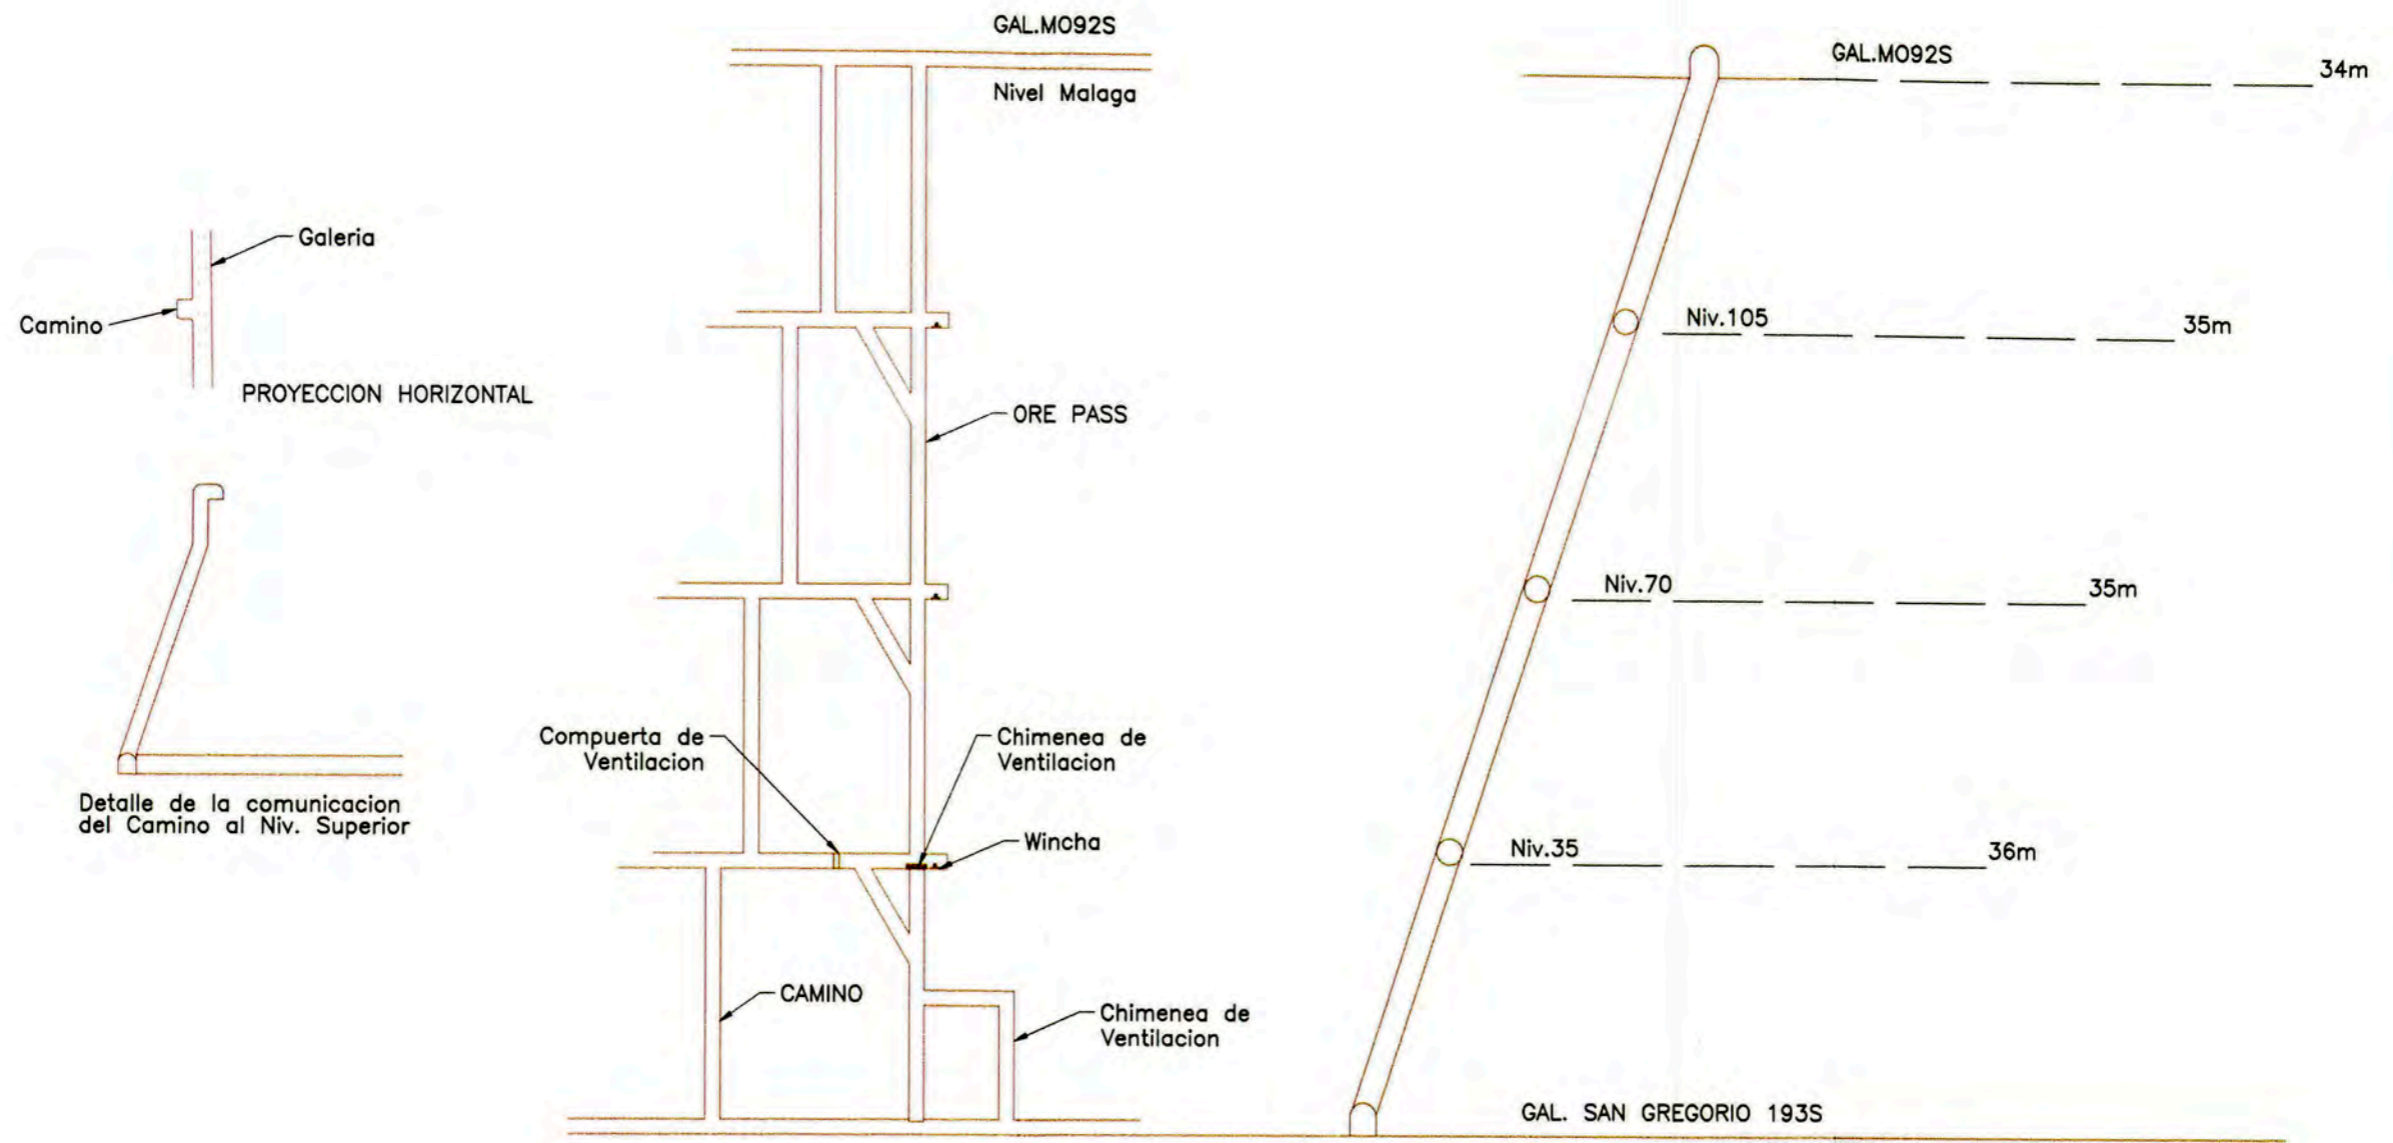 GAL.MO92S
Nivel Malaga
Galeria
Camino
PROYECCION HORIZONTAL
ORE PASS
Compuerta de
Ventilacion
Chimenea de
Ventilacion
Wincha
Detalle de la comunicacion
del Camino al Niv. Superior
CAMINO
Chimenea de
Ventilacion
GAL.MO92S
34m
Niv.105
35m
Niv.70
35m
Niv.35
36m
GAL. SAN GREGORIO 193S